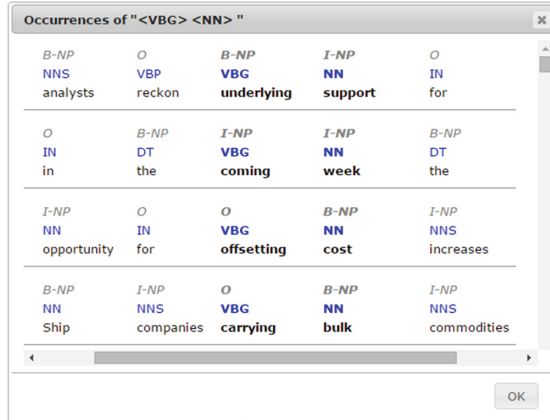 Occurrences of "<VBG> <NN> "
B-NP O B-NP I-NP O
NNS VBP VBG NN IN
analysts reckon underlying support for
O B-NP I-NP I-NP B-NP
IN DT VBG NN DT
in the coming week the
I-NP O O B-NP I-NP
NN IN VBG NN NNS
opportunity for offsetting cost increases
B-NP I-NP O B-NP I-NP
NN NNS VBG NN NNS
Ship companies carrying bulk commodities
OK